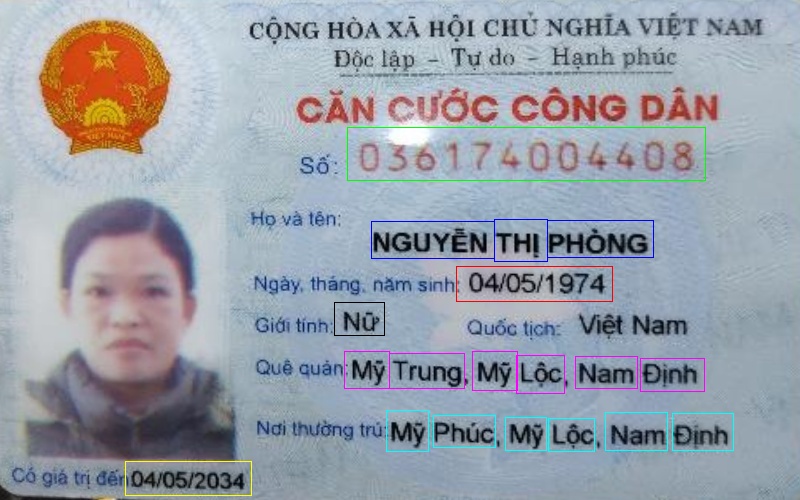 CỘNG HÒA XÃ HỘI CHỦ NGHĨA VIỆT NAM
Độc lập - Tự do - Hạnh phúc
CĂN CƯỚC CÔNG DÂN
Số: 036174004408
Họ và tên:
NGUYỄN THỊ PHÒNG
Ngày, tháng, năm sinh: 04/05/1974
Giới tính: Nữ Quốc tịch: Việt Nam
Quê quán: Mỹ Trung, Mỹ Lộc, Nam Định
Nơi thường trú: Mỹ Phúc, Mỹ Lộc, Nam Định
Có giá trị đến 04/05/2034